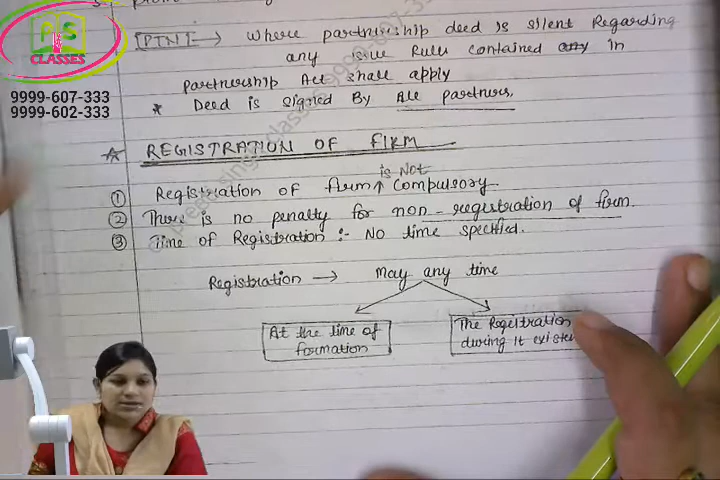 AJS
CLASSES
9999-607-333
9999-602-333
[PTN]:→ Where partnership deed is silent Regarding
any issue Rules contained any in
partnership Act shall apply
* Deed is signed By All partners.
☆ REGISTRATION OF FIRM
is Not
① Registration of firm ↑ Compulsory
② There is no penalty for non-registration of firm.
③ Time of Registration :- No time specified.
Registration → May any time
At the time of
formation
The Registration
during it